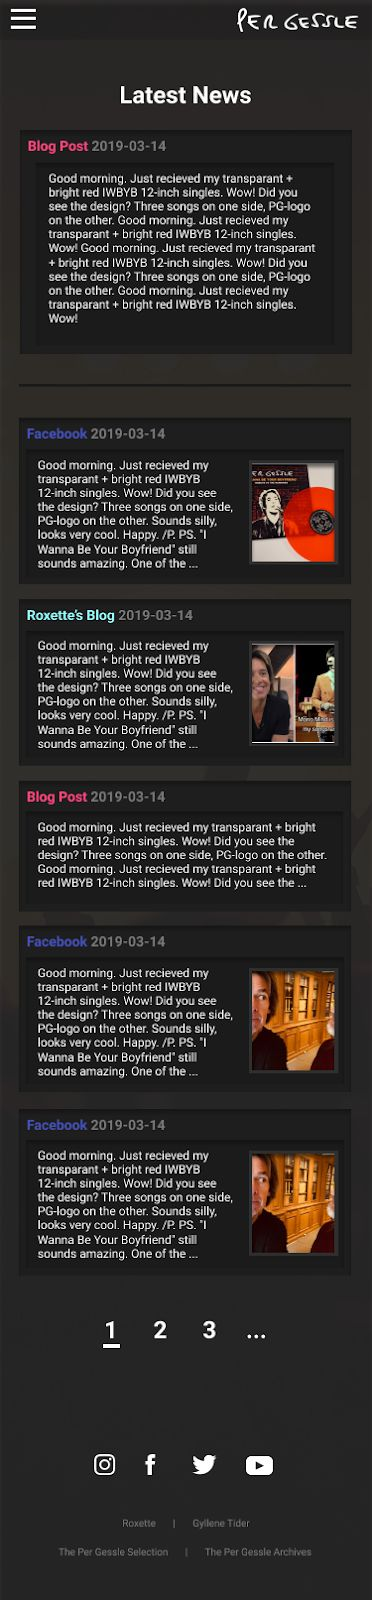 PER GESSLE
Latest News
Blog Post 2019-03-14
Good morning. Just recieved my transparant +
bright red IWBYB 12-inch singles. Wow! Did you
see the design? Three songs on one side, PG-logo
on the other. Good morning. Just recieved my
transparant + bright red IWBYB 12-inch singles.
Wow! Good morning. Just recieved my transparant
+ bright red IWBYB 12-inch singles. Wow! Did you
see the design? Three songs on one side, PG-logo
on the other. Good morning. Just recieved my
transparant + bright red IWBYB 12-inch singles.
Wow!
Facebook 2019-03-14
Good morning. Just recieved my
transparant + bright red IWBYB
12-inch singles. Wow! Did you see
the design? Three songs on one side,
PG-logo on the other. Sounds silly,
looks very cool. Happy. /P. PS. "I
Wanna Be Your Boyfriend" still
sounds amazing. One of the ...
PER GESSLE
Roxette's Blog 2019-03-14
Good morning. Just recieved my
transparant + bright red IWBYB
12-inch singles. Wow! Did you see
the design? Three songs on one side,
PG-logo on the other. Sounds silly,
looks very cool. Happy. /P. PS. "I
Wanna Be Your Boyfriend" still
sounds amazing. One of the ...
Blog Post 2019-03-14
Good morning. Just recieved my transparant + bright
red IWBYB 12-inch singles. Wow! Did you see the
design? Three songs on one side, PG-logo on the other.
Good morning. Just recieved my transparant + bright
red IWBYB 12-inch singles. Wow! Did you see the ...
Facebook 2019-03-14
Good morning. Just recieved my
transparant + bright red IWBYB
12-inch singles. Wow! Did you see
the design? Three songs on one side,
PG-logo on the other. Sounds silly,
looks very cool. Happy. /P. PS. "I
Wanna Be Your Boyfriend" still
sounds amazing. One of the ...
Facebook 2019-03-14
Good morning. Just recieved my
transparant + bright red IWBYB
12-inch singles. Wow! Did you see
the design? Three songs on one side,
PG-logo on the other. Sounds silly,
looks very cool. Happy. /P. PS. "I
Wanna Be Your Boyfriend" still
sounds amazing. One of the ...
1 2 3 ...
Roxette | Gyllene Tider
The Per Gessle Selection | The Per Gessle Archives